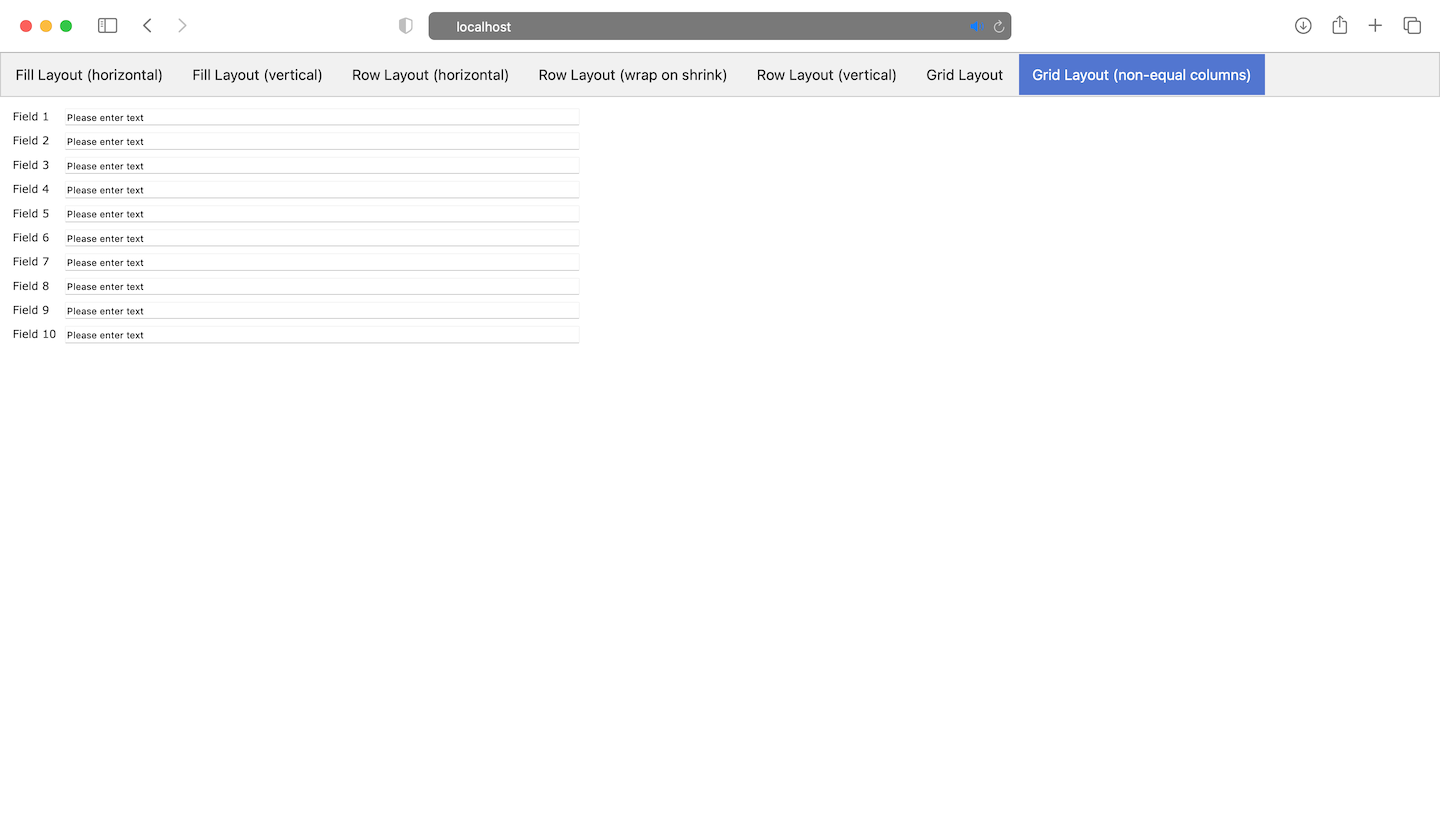 localhost
Fill Layout (horizontal) Fill Layout (vertical) Row Layout (horizontal) Row Layout (wrap on shrink) Row Layout (vertical) Grid Layout Grid Layout (non-equal columns)
Field 1 Please enter text
Field 2 Please enter text
Field 3 Please enter text
Field 4 Please enter text
Field 5 Please enter text
Field 6 Please enter text
Field 7 Please enter text
Field 8 Please enter text
Field 9 Please enter text
Field 10 Please enter text